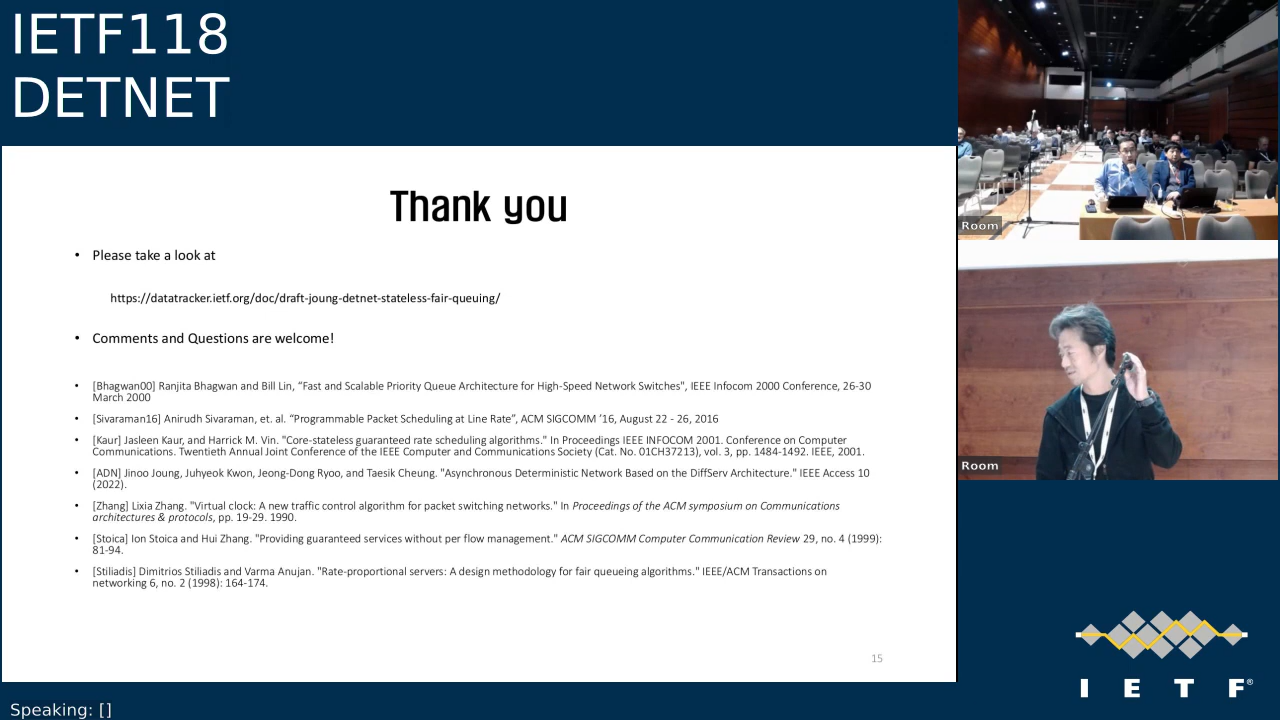 IETF118
DETNET
Thank you
• Please take a look at
https://datatracker.ietf.org/doc/draft-joung-detnet-stateless-fair-queuing/
• Comments and Questions are welcome!
• [Bhagwan00] Ranjita Bhagwan and Bill Lin, “Fast and Scalable Priority Queue Architecture for High-Speed Network Switches", IEEE Infocom 2000 Conference, 26-30
March 2000
• [Sivaraman16] Anirudh Sivaraman, et. al. “Programmable Packet Scheduling at Line Rate”, ACM SIGCOMM ’16, August 22 - 26, 2016
• [Kaur] Jasleen Kaur, and Harrick M. Vin. "Core-stateless guaranteed rate scheduling algorithms." In Proceedings IEEE INFOCOM 2001. Conference on Computer
Communications. Twentieth Annual Joint Conference of the IEEE Computer and Communications Society (Cat. No. 01CH37213), vol. 3, pp. 1484-1492. IEEE, 2001.
• [ADN] Jinoo Joung, Juhyeok Kwon, Jeong-Dong Ryoo, and Taesik Cheung. "Asynchronous Deterministic Network Based on the DiffServ Architecture." IEEE Access 10
(2022).
• [Zhang] Lixia Zhang. "Virtual clock: A new traffic control algorithm for packet switching networks." In Proceedings of the ACM symposium on Communications
architectures & protocols, pp. 19-29. 1990.
• [Stoica] Ion Stoica and Hui Zhang. "Providing guaranteed services without per flow management." ACM SIGCOMM Computer Communication Review 29, no. 4 (1999):
81-94.
• [Stiliadis] Dimitrios Stiliadis and Varma Anujan. "Rate-proportional servers: A design methodology for fair queueing algorithms." IEEE/ACM Transactions on
networking 6, no. 2 (1998): 164-174.
15
Room
Room
I E T F®
Speaking: []